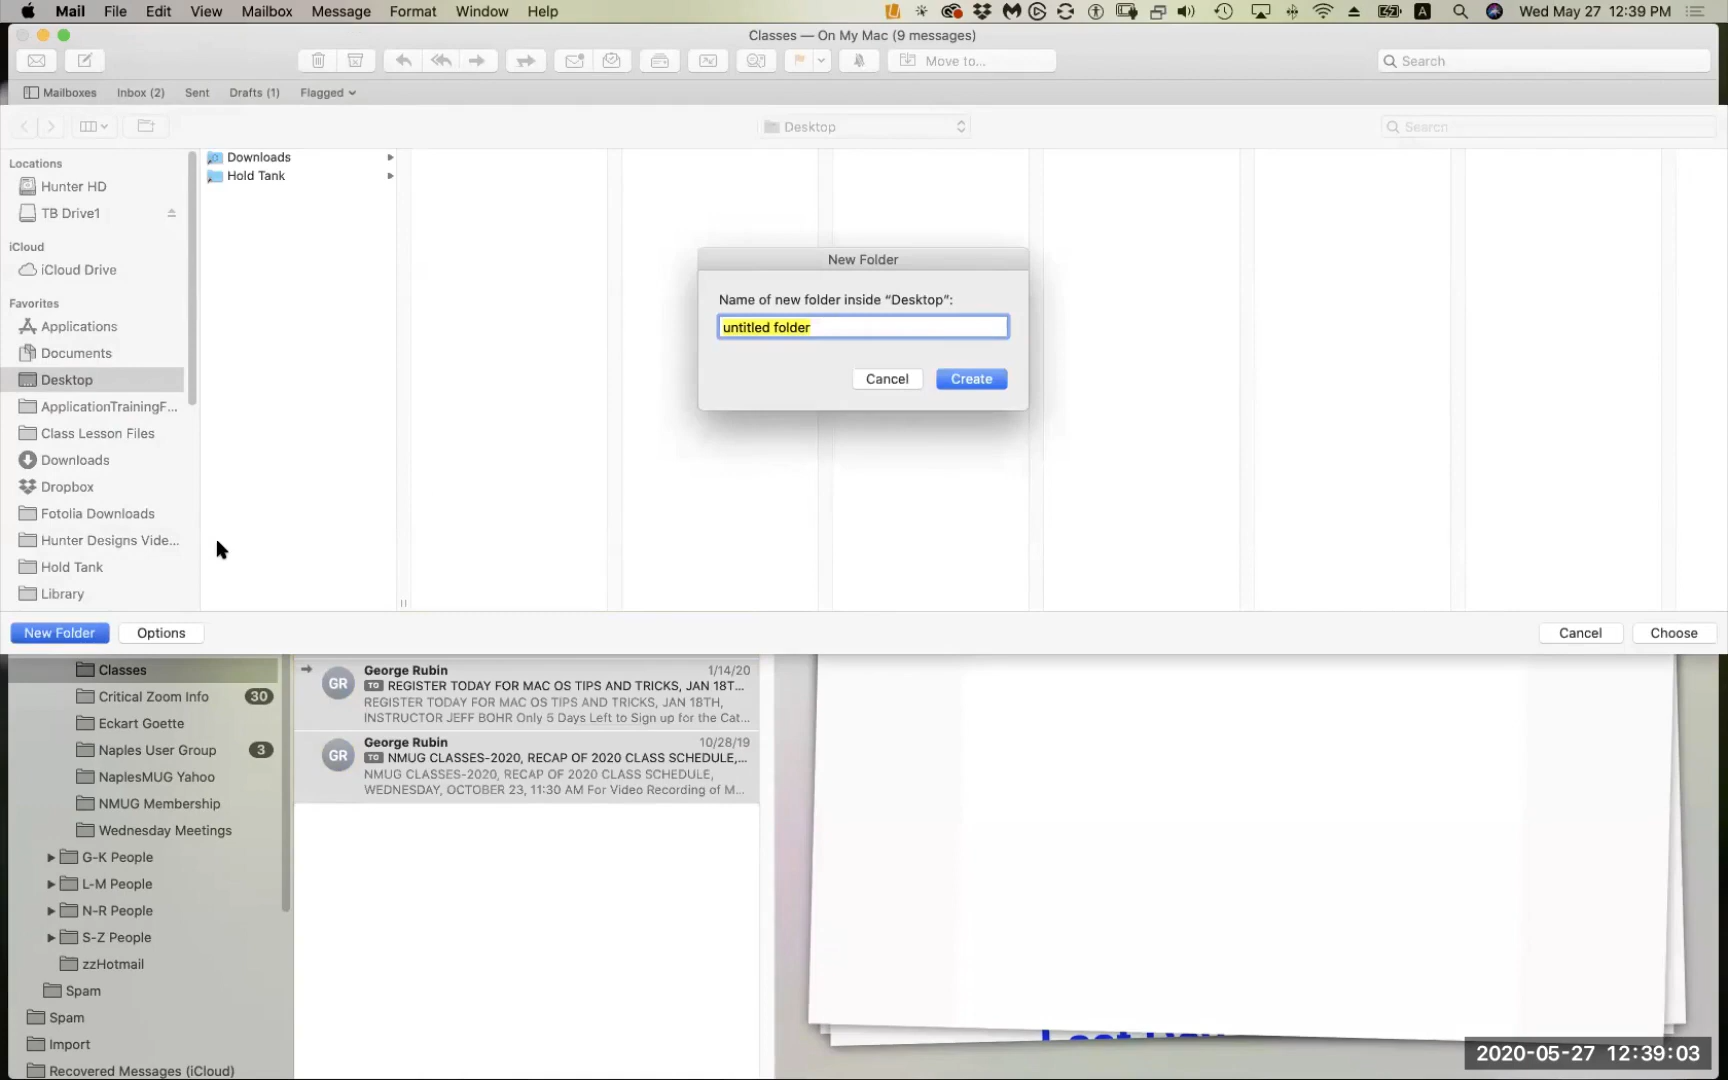 Mail File Edit View Mailbox Message Format Window Help Wed May 27 12:39 PM
Classes — On My Mac (9 messages)
Move to...
Search
Mailboxes Inbox (2) Sent Drafts (1) Flagged
Desktop
Search
Locations
Hunter HD
TB Drive1
iCloud
iCloud Drive
Favorites
Applications
Documents
Desktop
ApplicationTrainingF...
Class Lesson Files
Downloads
Dropbox
Fotolia Downloads
Hunter Designs Vide...
Hold Tank
Library
Downloads
Hold Tank
New Folder
Name of new folder inside “Desktop”:
untitled folder
Cancel Create
New Folder Options Cancel Choose
Classes
Critical Zoom Info 30
Eckart Goette
Naples User Group 3
NaplesMUG Yahoo
NMUG Membership
Wednesday Meetings
G-K People
L-M People
N-R People
S-Z People
zzHotmail
Spam
Spam
Import
Recovered Messages (iCloud)
GR
George Rubin 1/14/20
TO REGISTER TODAY FOR MAC OS TIPS AND TRICKS, JAN 18T...
REGISTER TODAY FOR MAC OS TIPS AND TRICKS, JAN 18TH,
INSTRUCTOR JEFF BOHR Only 5 Days Left to Sign up for the Cat...
GR
George Rubin 10/28/19
TO NMUG CLASSES-2020, RECAP OF 2020 CLASS SCHEDULE,...
NMUG CLASSES-2020, RECAP OF 2020 CLASS SCHEDULE,
WEDNESDAY, OCTOBER 23, 11:30 AM For Video Recording of M...
2020-05-27 12:39:03